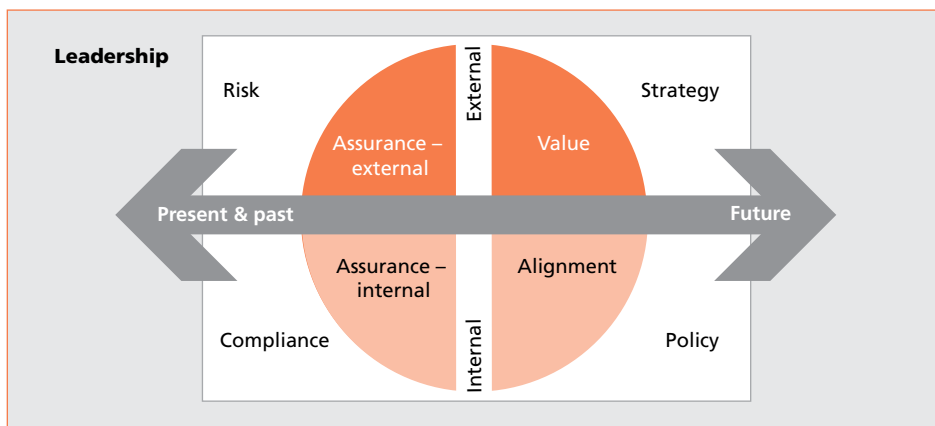 Leadership
Risk
External
Strategy
Assurance –
external
Value
Present & past
Future
Assurance –
internal
Alignment
Compliance
Internal
Policy